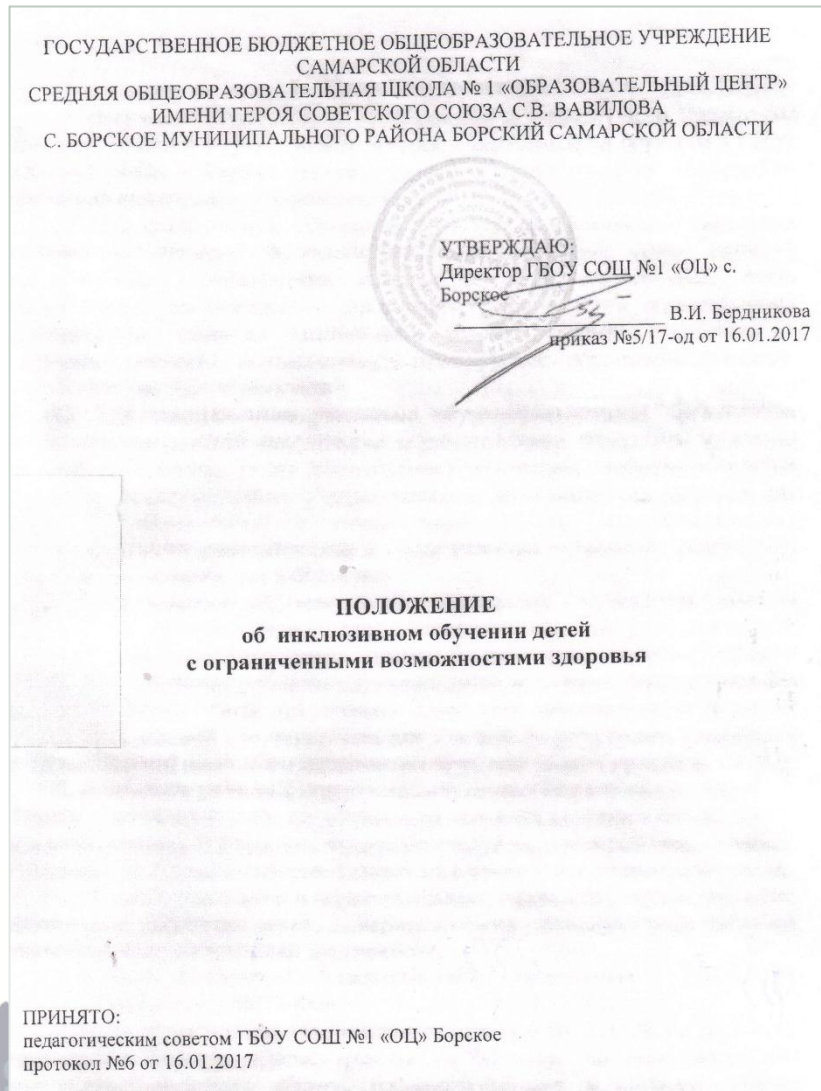 ГОСУДАРСТВЕННОЕ БЮДЖЕТНОЕ ОБЩЕОБРАЗОВАТЕЛЬНОЕ УЧРЕЖДЕНИЕ
САМАРСКОЙ ОБЛАСТИ
СРЕДНЯЯ ОБЩЕОБРАЗОВАТЕЛЬНАЯ ШКОЛА № 1 «ОБРАЗОВАТЕЛЬНЫЙ ЦЕНТР»
ИМЕНИ ГЕРОЯ СОВЕТСКОГО СОЮЗА С.В. ВАВИЛОВА
С. БОРСКОЕ МУНИЦИПАЛЬНОГО РАЙОНА БОРСКИЙ САМАРСКОЙ ОБЛАСТИ
УТВЕРЖДАЮ:
Директор ГБОУ СОШ №1 «ОЦ» с.
Борское
В.И. Бердникова
приказ №5/17-од от 16.01.2017
ПОЛОЖЕНИЕ
об инклюзивном обучении детей
с ограниченными возможностями здоровья
ПРИНЯТО:
педагогическим советом ГБОУ СОШ №1 «ОЦ» Борское
протокол №6 от 16.01.2017